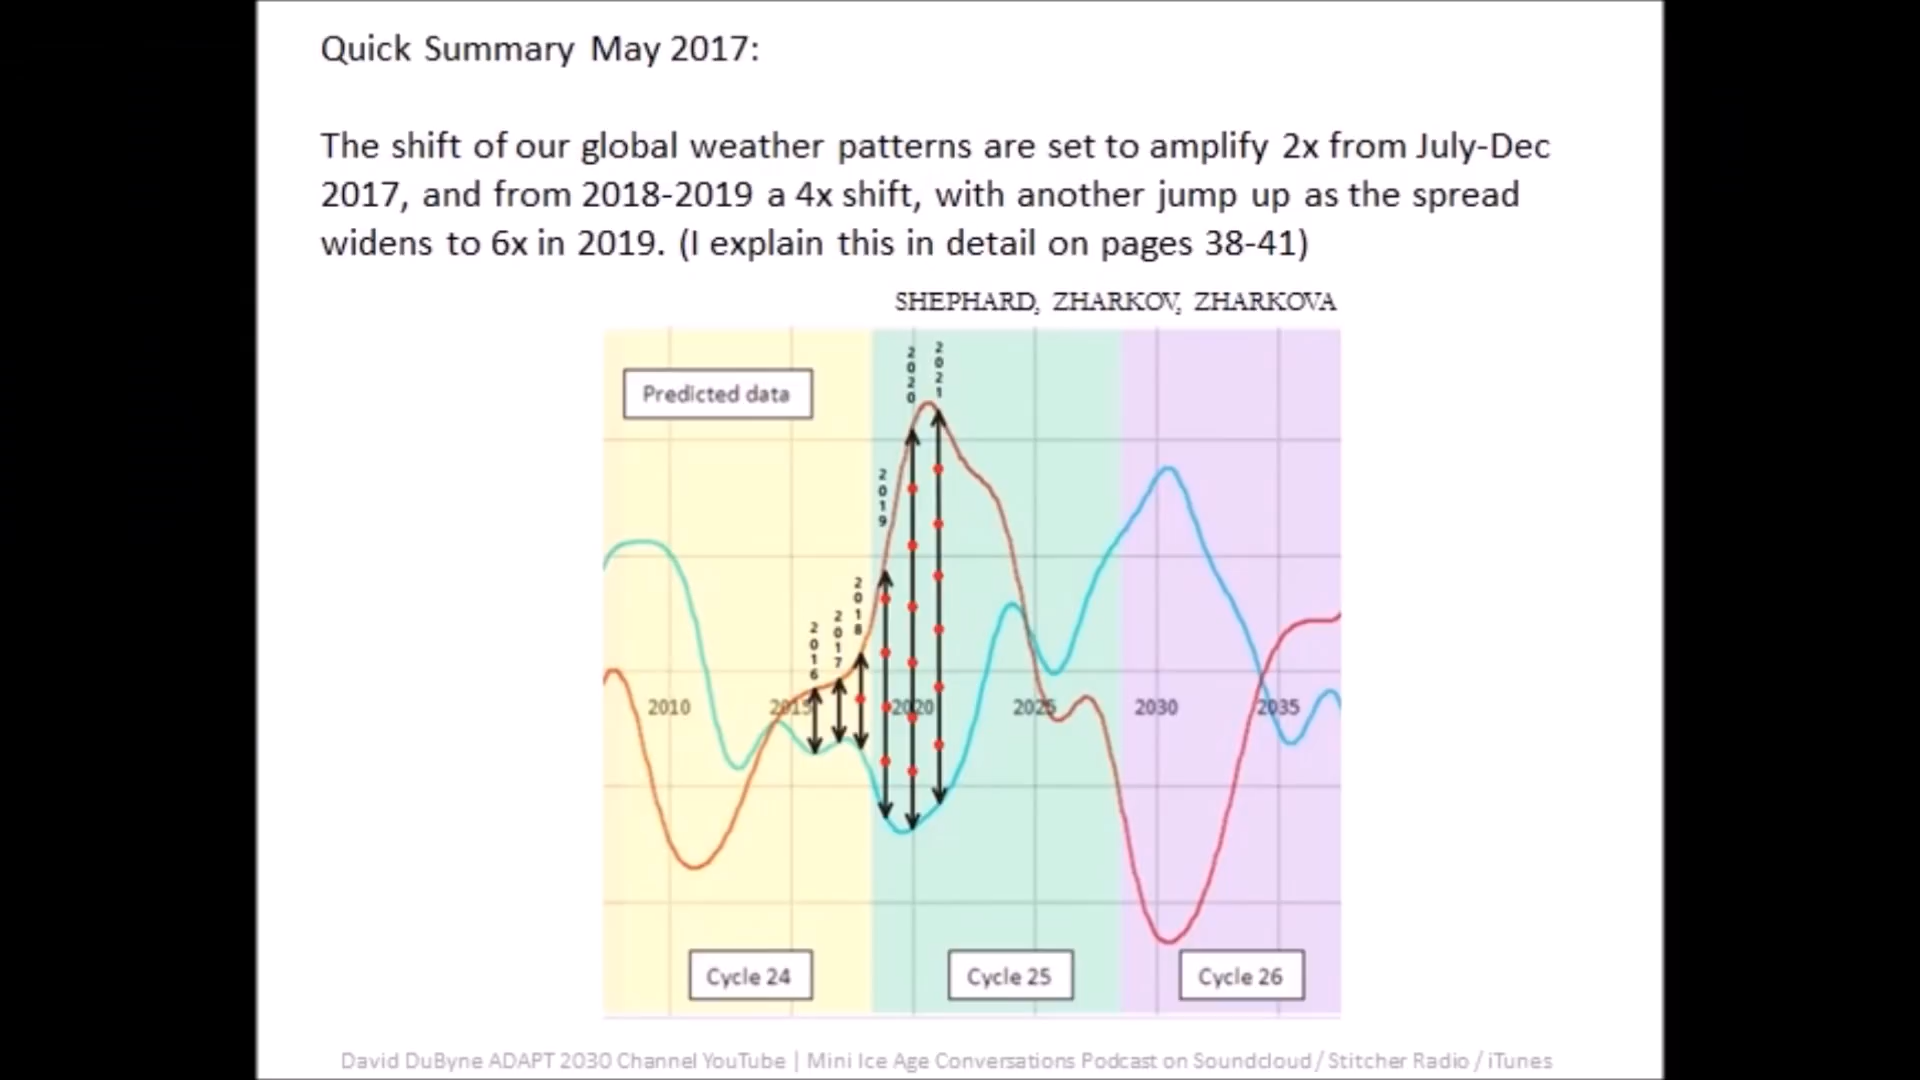 Quick Summary May 2017:
The shift of our global weather patterns are set to amplify 2x from July-Dec
2017, and from 2018-2019 a 4x shift, with another jump up as the spread
widens to 6x in 2019. (I explain this in detail on pages 38-41)
SHEPHARD, ZHARKOV, ZHARKOVA
Predicted data
2016
2017
2018
2019
2020
2021
2010
2015
2020
2025
2030
2035
Cycle 24
Cycle 25
Cycle 26
David DuByne ADAPT 2030 Channel YouTube | Mini Ice Age Conversations Podcast on Soundcloud / Stitcher Radio / iTunes